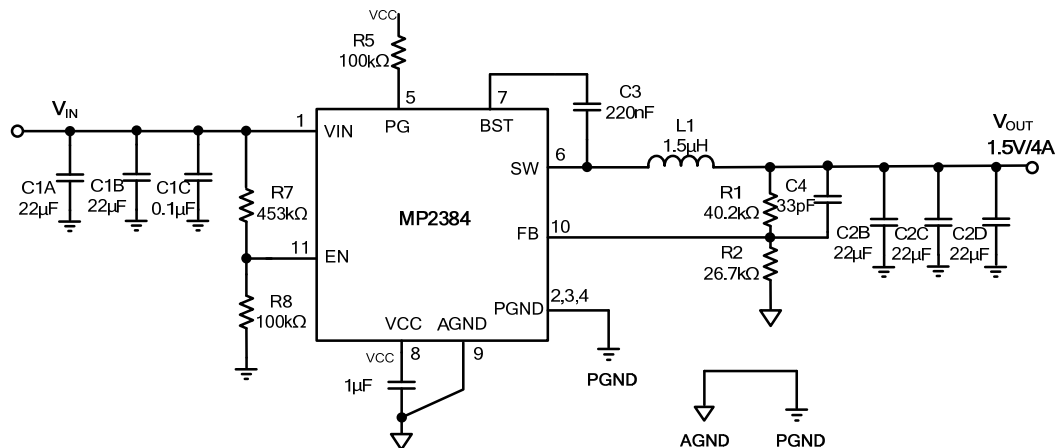 VCC
R5
100kΩ
5
7
C3
220nF
VIN
1
VIN
PG
BST
L1
1.5µH
VOUT
1.5V/4A
SW
6
C1A
22µF
C1B
22µF
C1C
0.1µF
R7
453kΩ
MP2384
R1
40.2kΩ
C4
33pF
FB
10
C2B
22µF
C2C
22µF
C2D
22µF
11
EN
R2
26.7kΩ
R8
100kΩ
PGND
2,3,4
VCC
AGND
VCC
8
9
1µF
PGND
AGND
PGND